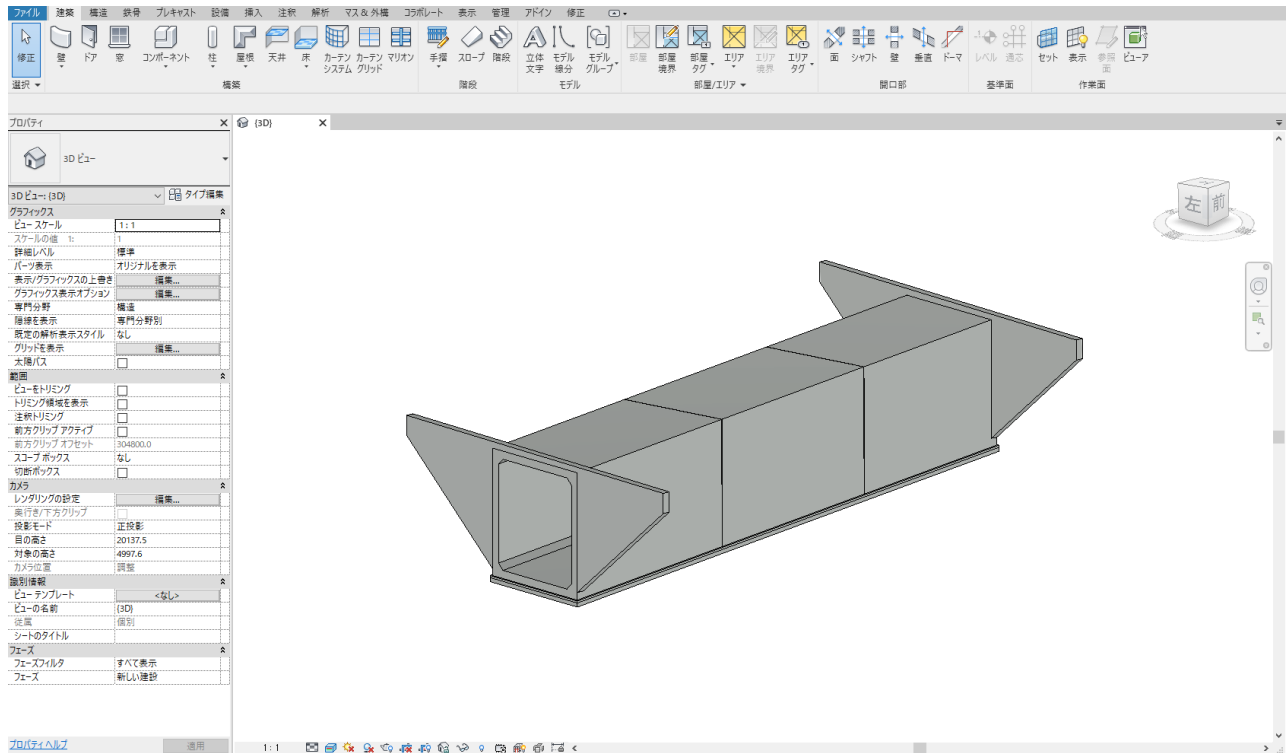 ファイル 建築 構造 鉄骨 プレキャスト 設備 挿入 注釈 解析 マス & 外構 コラボレート 表示 管理 アドイン 修正
修正 壁 ドア 窓 コンポーネント 柱 屋根 天井 床 カーテン システム カーテン グリッド マリオン 手摺 スロープ 階段 立体 文字 モデル 線分 モデル グループ 部屋 部屋 境界 部屋 タグ エリア エリア 境界 エリア タグ 面 シャフト 壁 垂直 ドーマ レベル 通芯 セット 表示 参照 面 ビューア
選択 構築 階段 モデル 部屋/エリア 開口部 基準面 作業面
プロパティ X {3D} X
3D ビュー
3D ビュー: {3D} タイプ編集
グラフィックス
ビュー スケール 1 : 1
スケールの値 1: 1
詳細レベル 標準
パーツ表示 オリジナルを表示
表示/グラフィックスの上書き 編集...
グラフィックス表示オプション 編集...
専門分野 構造
隠線を表示 専門分野別
既定の解析表示スタイル なし
グリッドを表示 編集...
太陽パス
範囲
ビューをトリミング
トリミング領域を表示
注釈トリミング
前方クリップ アクティブ
前方クリップ オフセット 304800.0
スコープ ボックス なし
切断ボックス
カメラ
レンダリングの設定 編集...
奥行き/下方クリップ
投影モード 正投影
目の高さ 20137.5
対象の高さ 4997.6
カメラ位置 調整
識別情報
ビュー テンプレート <なし>
ビューの名前 {3D}
従属 個別
シートのタイトル
フェーズ
フェーズフィルタ すべて表示
フェーズ 新しい建設
プロパティ ヘルプ 適用
1 : 1
左 前